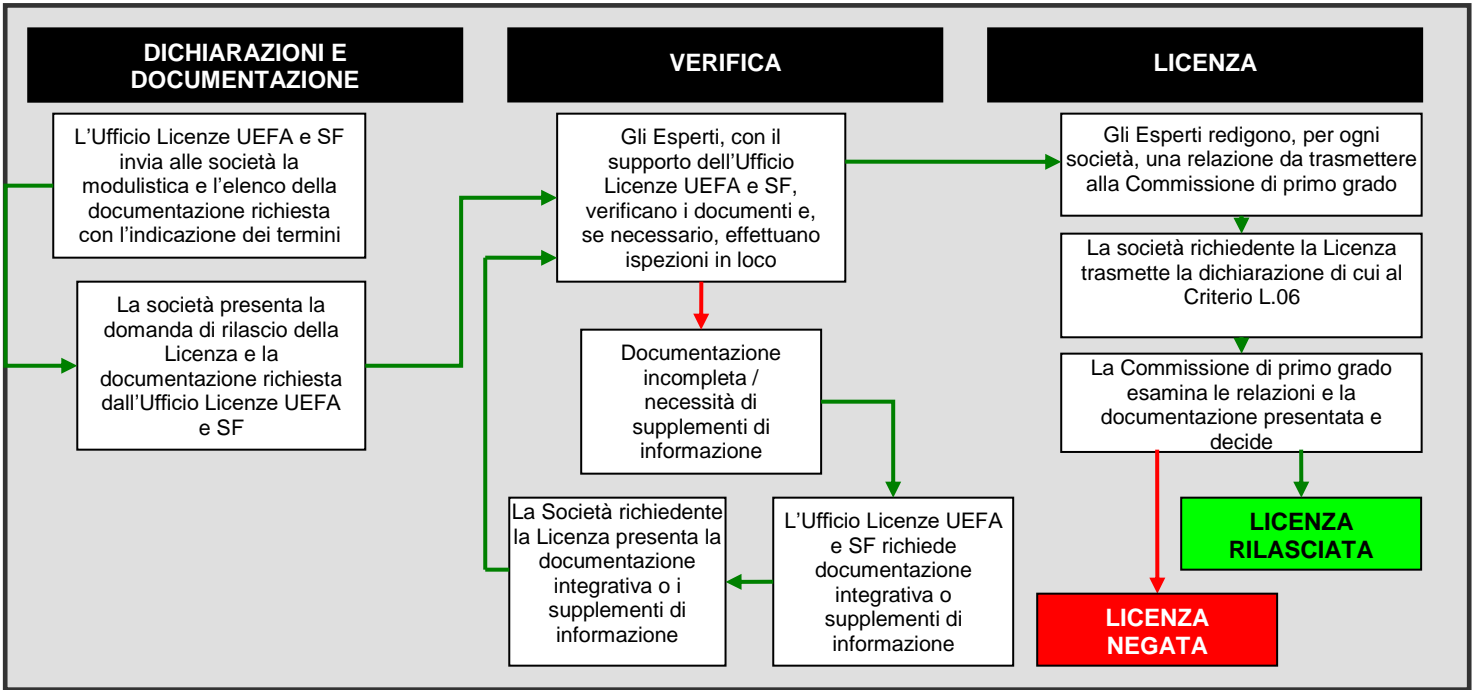 DICHIARAZIONI E
DOCUMENTAZIONE
L’Ufficio Licenze UEFA e SF
invia alle società la
modulistica e l’elenco della
documentazione richiesta
con l’indicazione dei termini
La società presenta la
domanda di rilascio della
Licenza e la
documentazione richiesta
dall’Ufficio Licenze UEFA
e SF
VERIFICA
Gli Esperti, con il
supporto dell’Ufficio
Licenze UEFA e SF,
verificano i documenti e,
se necessario, effettuano
ispezioni in loco
Documentazione
incompleta /
necessità di
supplementi di
informazione
L’Ufficio Licenze UEFA
e SF richiede
documentazione
integrativa o
supplementi di
informazione
La Società richiedente
la Licenza presenta la
documentazione
integrativa o i
supplementi di
informazione
LICENZA
Gli Esperti redigono, per ogni
società, una relazione da trasmettere
alla Commissione di primo grado
La società richiedente la Licenza
trasmette la dichiarazione di cui al
Criterio L.06
La Commissione di primo grado
esamina le relazioni e la
documentazione presentata e
decide
LICENZA
RILASCIATA
LICENZA
NEGATA